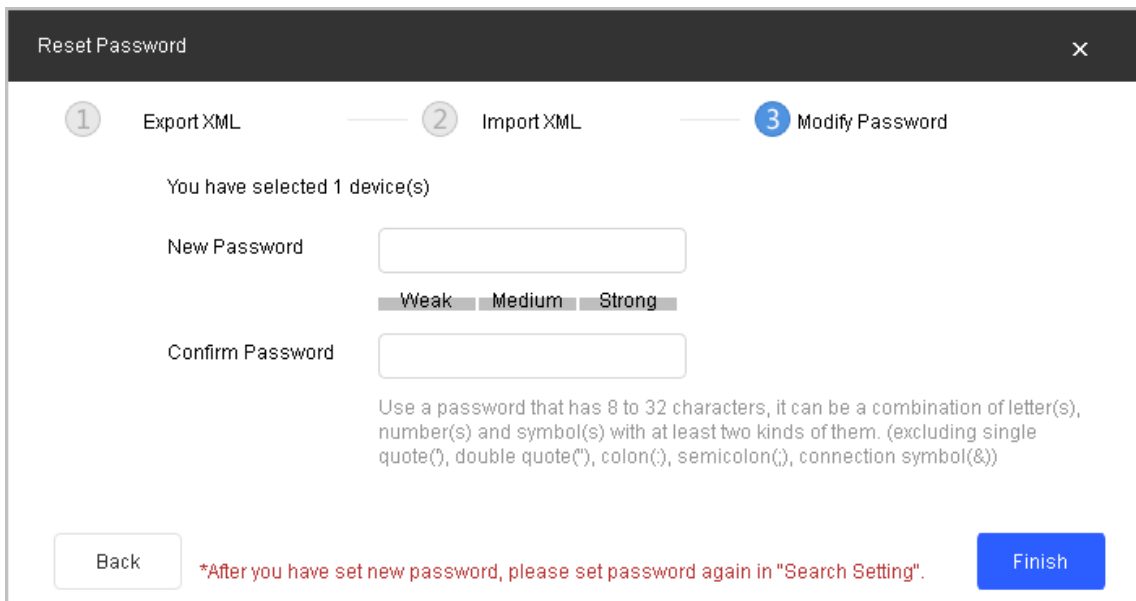 Reset Password ×
1 Export XML 2 Import XML 3 Modify Password
You have selected 1 device(s)
New Password
Weak Medium Strong
Confirm Password
Use a password that has 8 to 32 characters, it can be a combination of letter(s),
number(s) and symbol(s) with at least two kinds of them. (excluding single
quote('), double quote("), colon(:), semicolon(;), connection symbol(&))
Back *After you have set new password, please set password again in "Search Setting". Finish